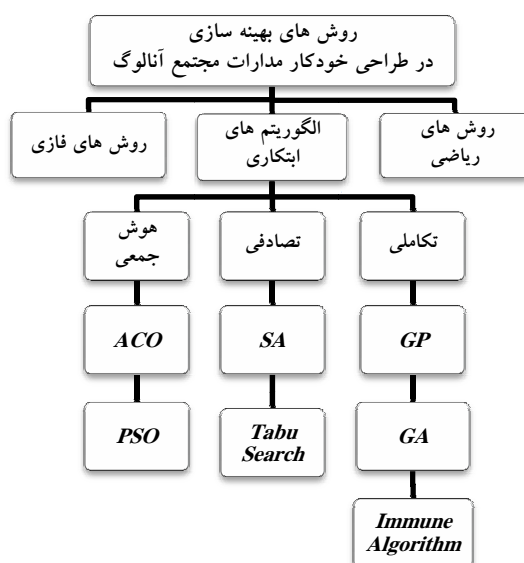 روش های بهینه سازی
در طراحی خودکار مدارات مجتمع آنالوگ
روش های
ریاضی
الگوریتم های
ابتکاری
روش های فازی
تکاملی
تصادفی
هوش
جمعی
GP
SA
ACO
GA
Tabu
Search
PSO
Immune
Algorithm